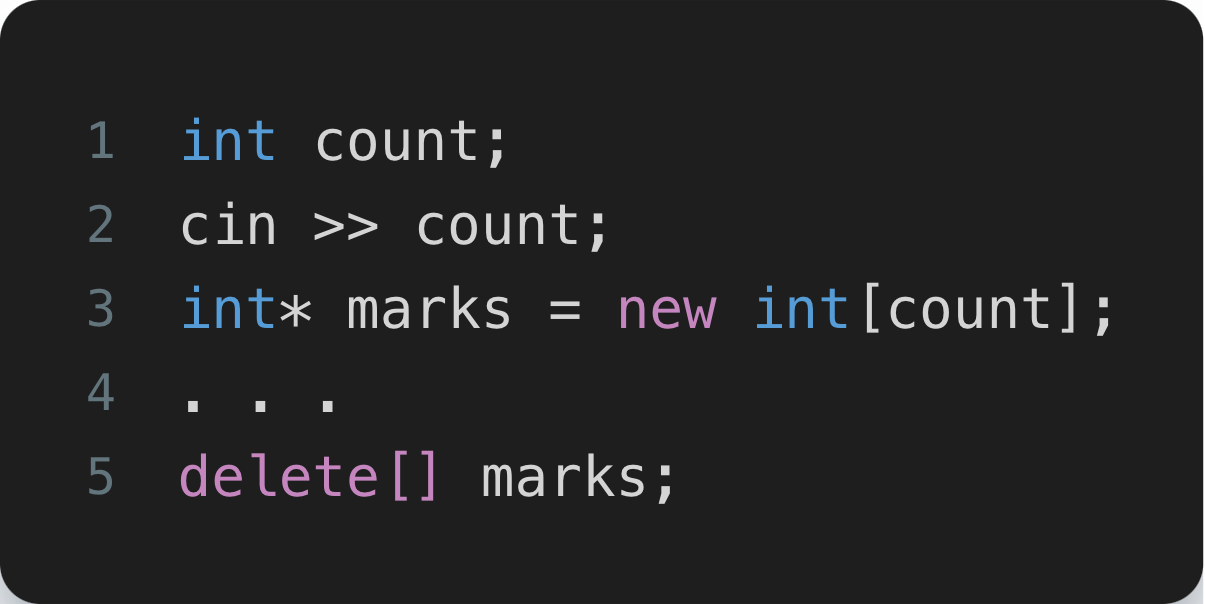 1 int count;
2 cin >> count;
3 int* marks = new int[count];
4 . . .
5 delete[] marks;